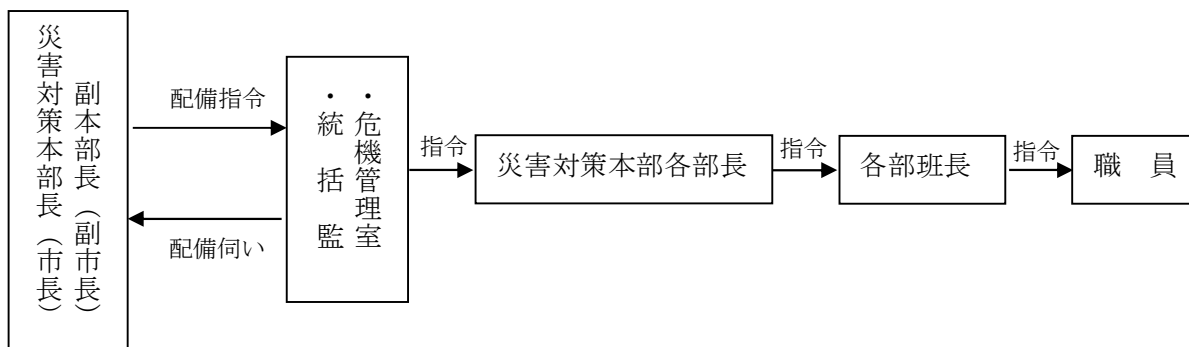 災害対策本部長（市長）
副本部長（副市長）
配備指令
配備伺い
・危機管理室
・統 括 監
指令
災害対策本部各部長
指令
各部班長
指令
職　員